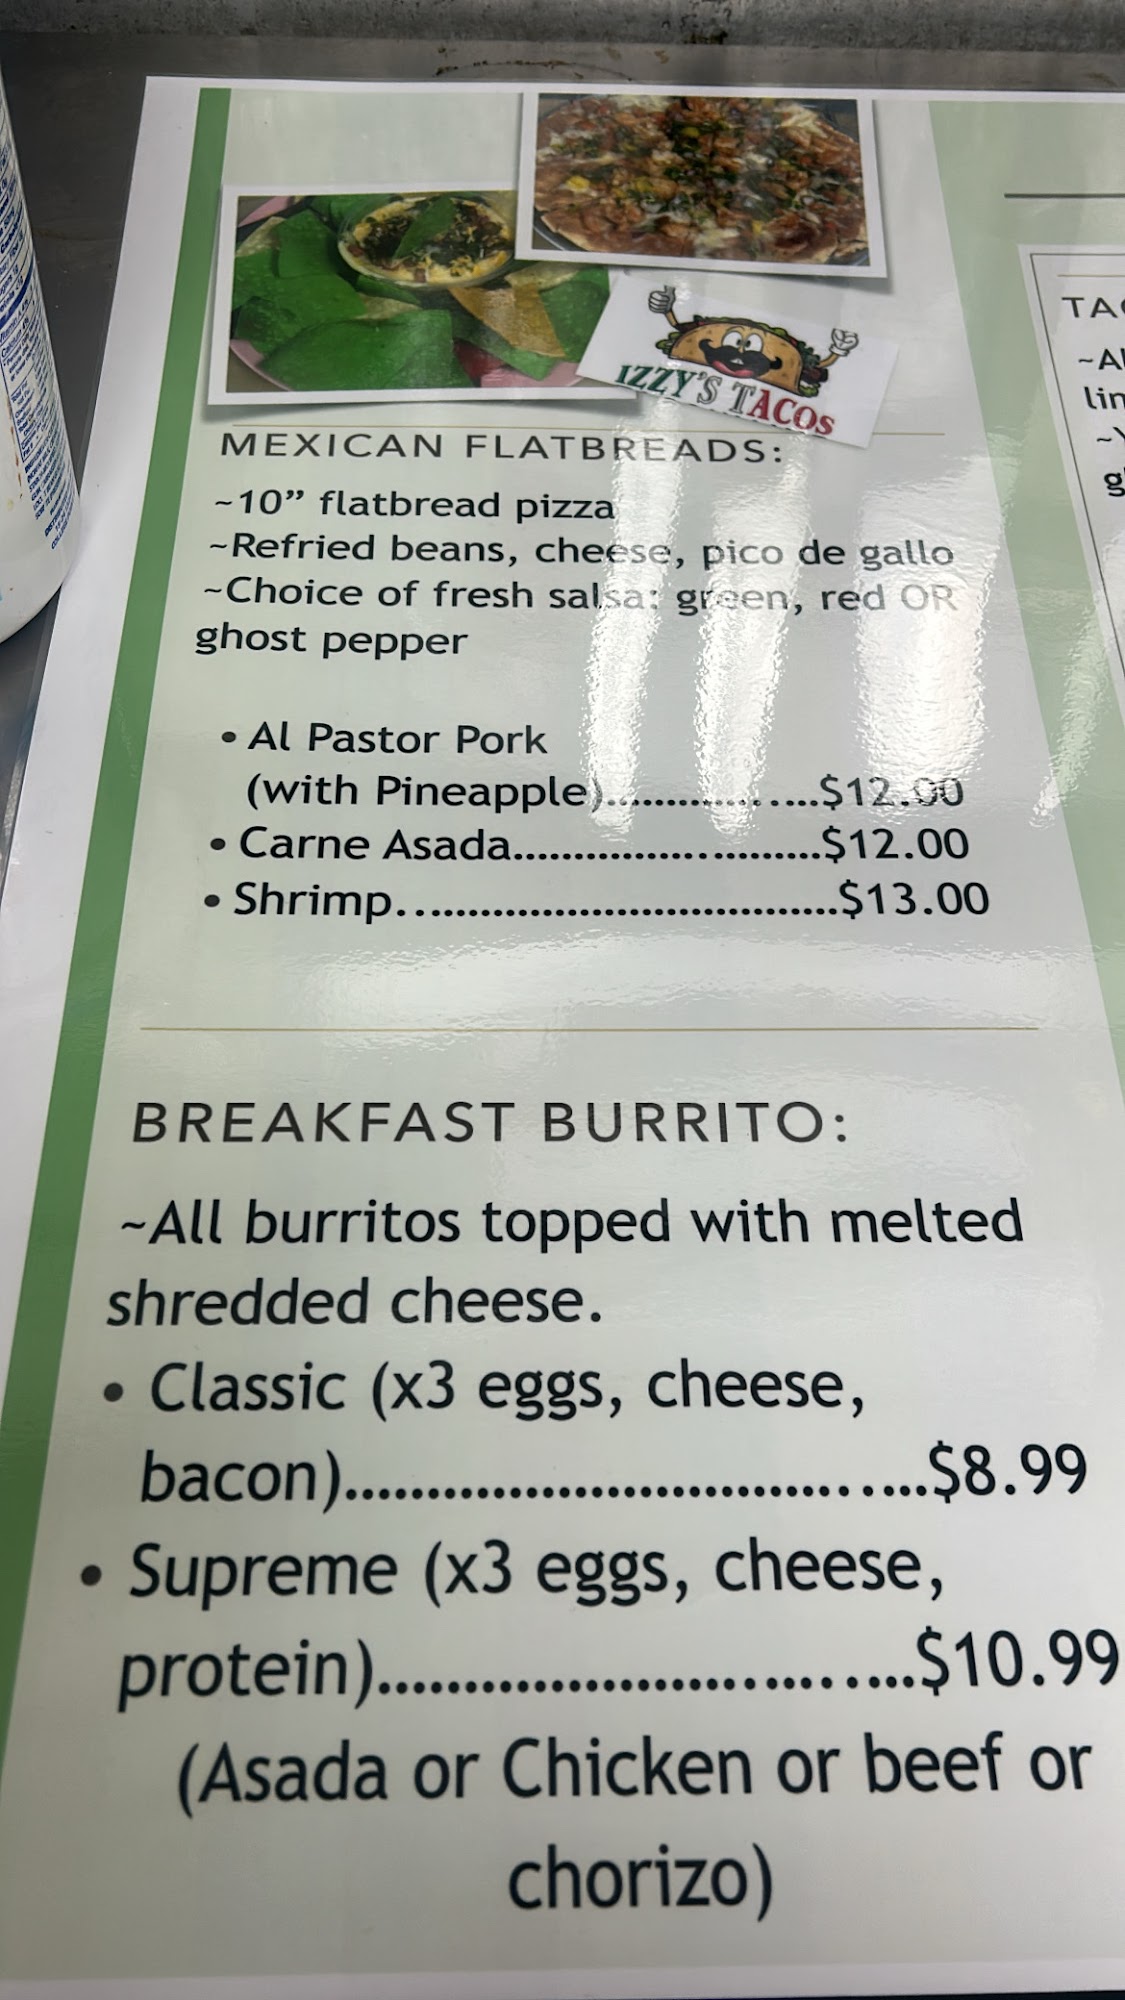 IZZY'S TACOS
MEXICAN FLATBREADS:
~10” flatbread pizza
~Refried beans, cheese, pico de gallo
~Choice of fresh salsa: green, red OR
ghost pepper
• Al Pastor Pork
(with Pineapple)....................$12.00
• Carne Asada............................$12.00
• Shrimp.......................................$13.00
BREAKFAST BURRITO:
~All burritos topped with melted
shredded cheese.
• Classic (x3 eggs, cheese,
bacon)....................................$8.99
• Supreme (x3 eggs, cheese,
protein)..................................$10.99
(Asada or Chicken or beef or
chorizo)